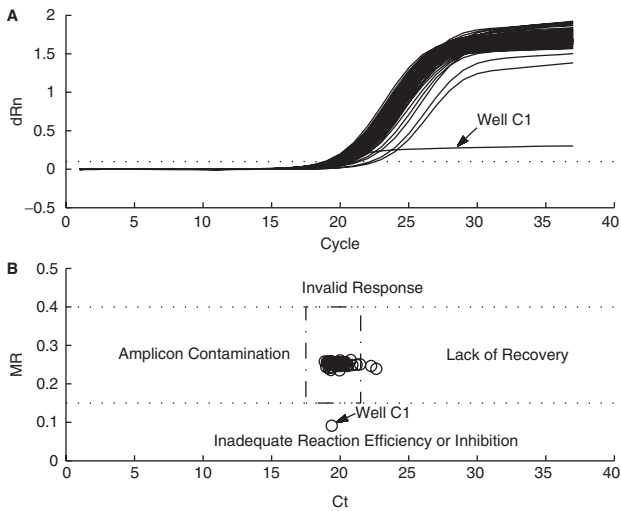 A
2
1.5
1
0.5
0
−0.5
dRn
Well C1
0 5 10 15 20 25 30 35 40
Cycle
B
0.5
0.4
0.3
0.2
0.1
0
MR
Invalid Response
Amplicon Contamination
Lack of Recovery
Well C1
Inadequate Reaction Efficiency or Inhibition
0 5 10 15 20 25 30 35 40
Ct